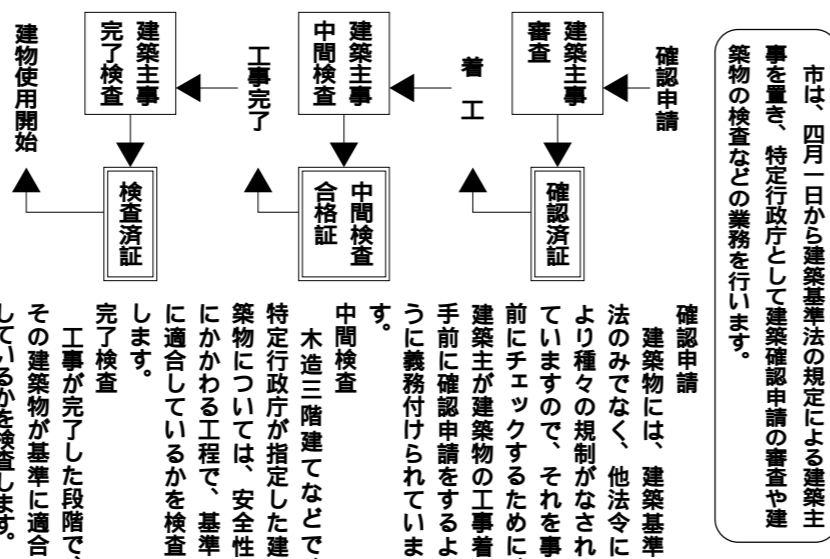 市は、四月一日から建築基準法の規定による建築主
事を置き、特定行政庁として建築確認申請の審査や建
築物の検査などの業務を行います。
確認申請
建築主事
審査
確認済証
着工
建築主事
中間検査
中間検査
合格証
工事完了
建築主事
完了検査
検査済証
建物使用開始
確認申請
建築物には、建築基準
法のみでなく、他法令に
より種々の規制がなされ
ていますので、それを事
前にチェックするために、
建築主が建築物の工事着
手前に確認申請をするよ
うに義務付けられていま
す。
中間検査
木造三階建てなどで、
特定行政庁が指定した建
築物については、安全性
にかかわる工程で、基準
に適合しているかを検査
します。
完了検査
工事が完了した段階で、
その建築物が基準に適合
しているかを検査します。